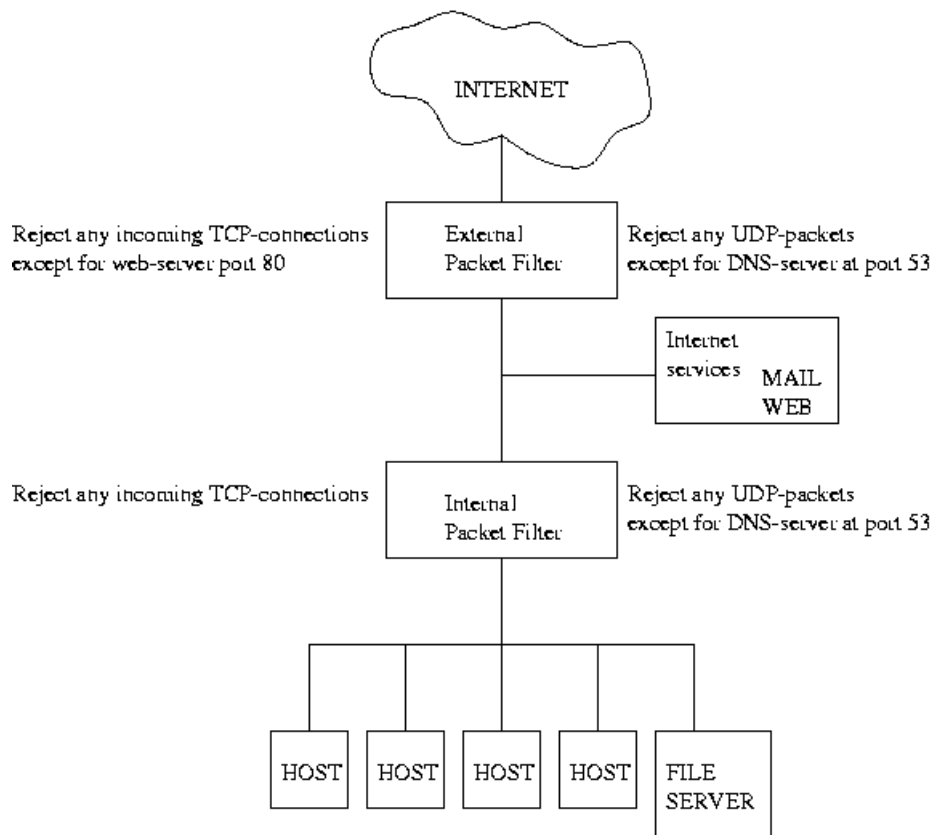 INTERNET
Reject any incoming TCP-connections
except for web-server port 80
External
Packet Filter
Reject any UDP-packets
except for DNS-server at port 53
Internet
services
MAIL
WEB
Reject any incoming TCP-connections
Internal
Packet Filter
Reject any UDP-packets
except for DNS-server at port 53
HOST
HOST
HOST
HOST
FILE
SERVER